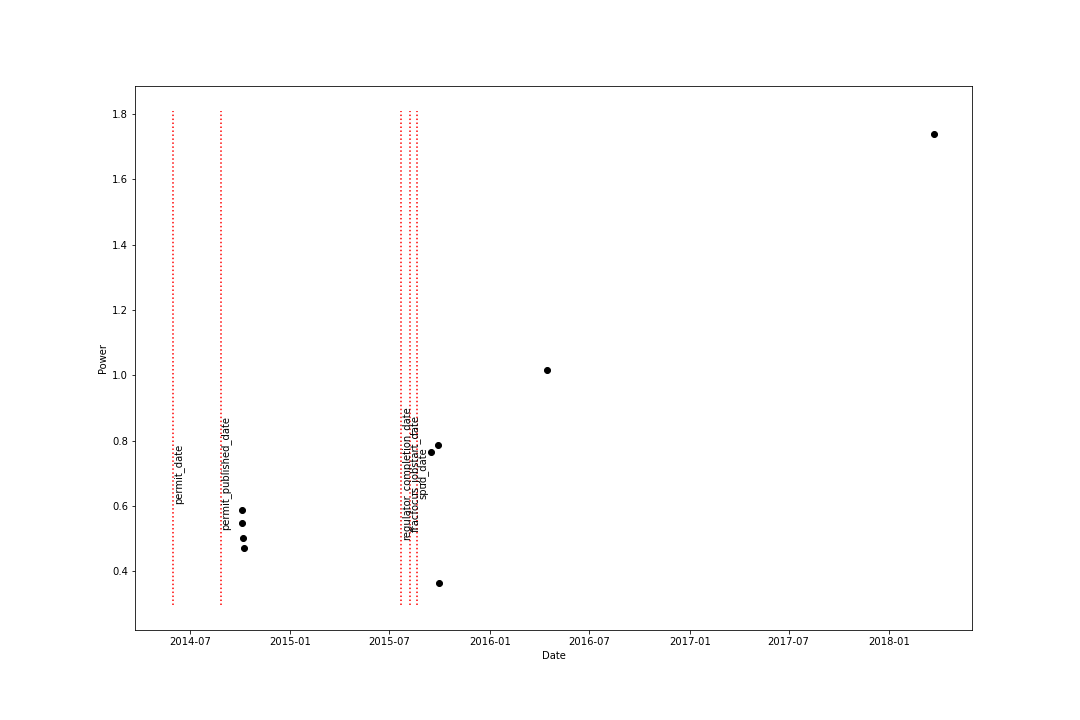 1.8
1.6
1.4
1.2
1.0
0.8
0.6
0.4
Power
permit_date
permit_published_date
regulator_completion_date
fracfocus_jobstart_date
spud_date
2014-07
2015-01
2015-07
2016-01
2016-07
2017-01
2017-07
2018-01
Date